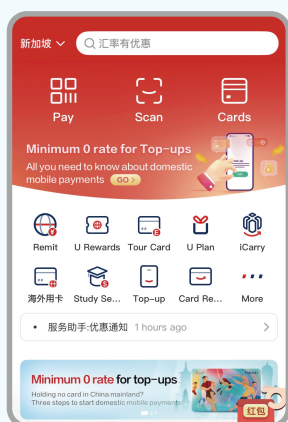 新加坡
汇率有优惠
Pay Scan Cards
Minimum 0 rate for Top-ups
All you need to know about domestic
mobile payments GO >
Remit U Rewards Tour Card U Plan iCarry
海外用卡 Study Se... Top-up Card Re... More
• 服务助手:优惠通知 1 hours ago
Minimum 0 rate for top-ups
Holding no card in China mainland?
Three steps to start domestic mobile payments
红包